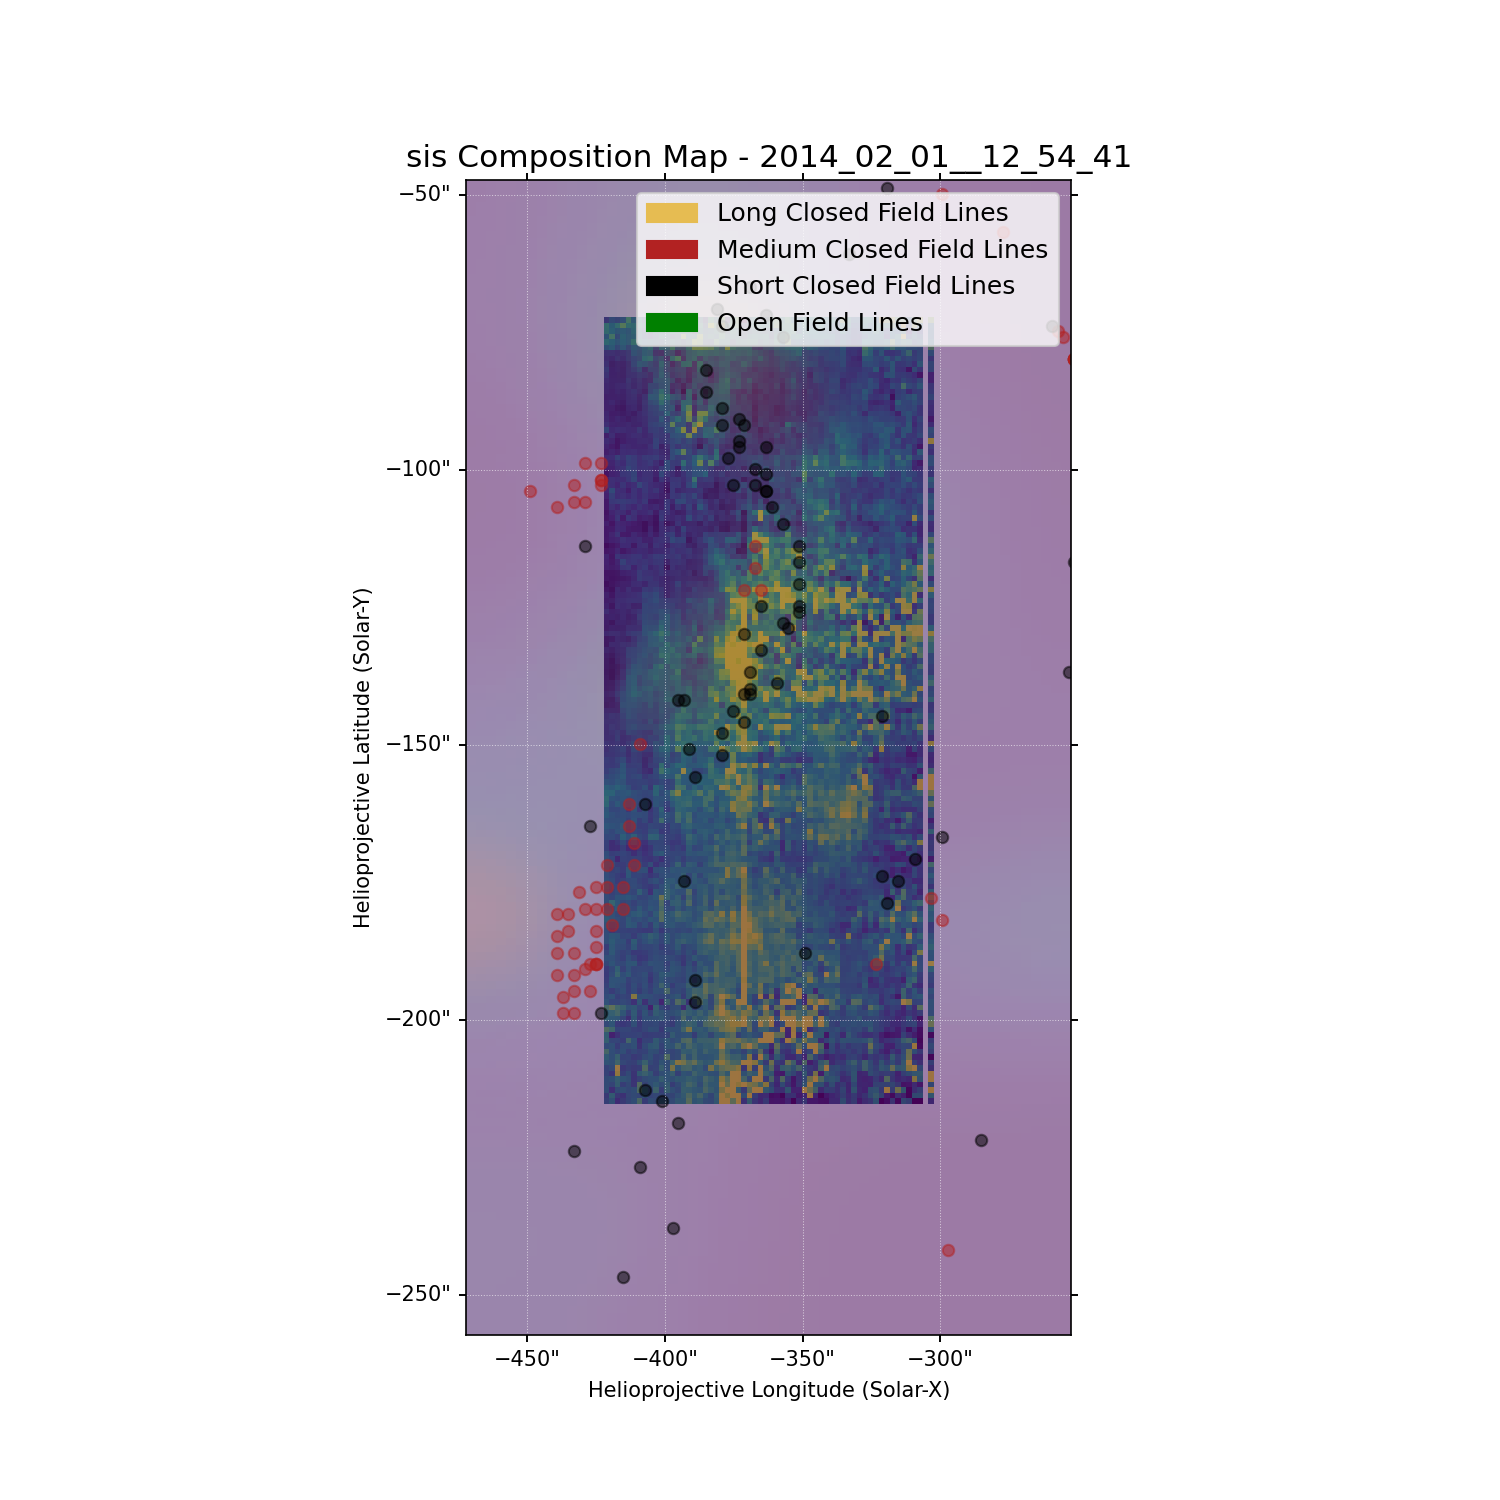 sis Composition Map - 2014_02_01__12_54_41
Long Closed Field Lines
Medium Closed Field Lines
Short Closed Field Lines
Open Field Lines
−50"
−100"
−150"
−200"
−250"
Helioprojective Latitude (Solar-Y)
−450"
−400"
−350"
−300"
Helioprojective Longitude (Solar-X)